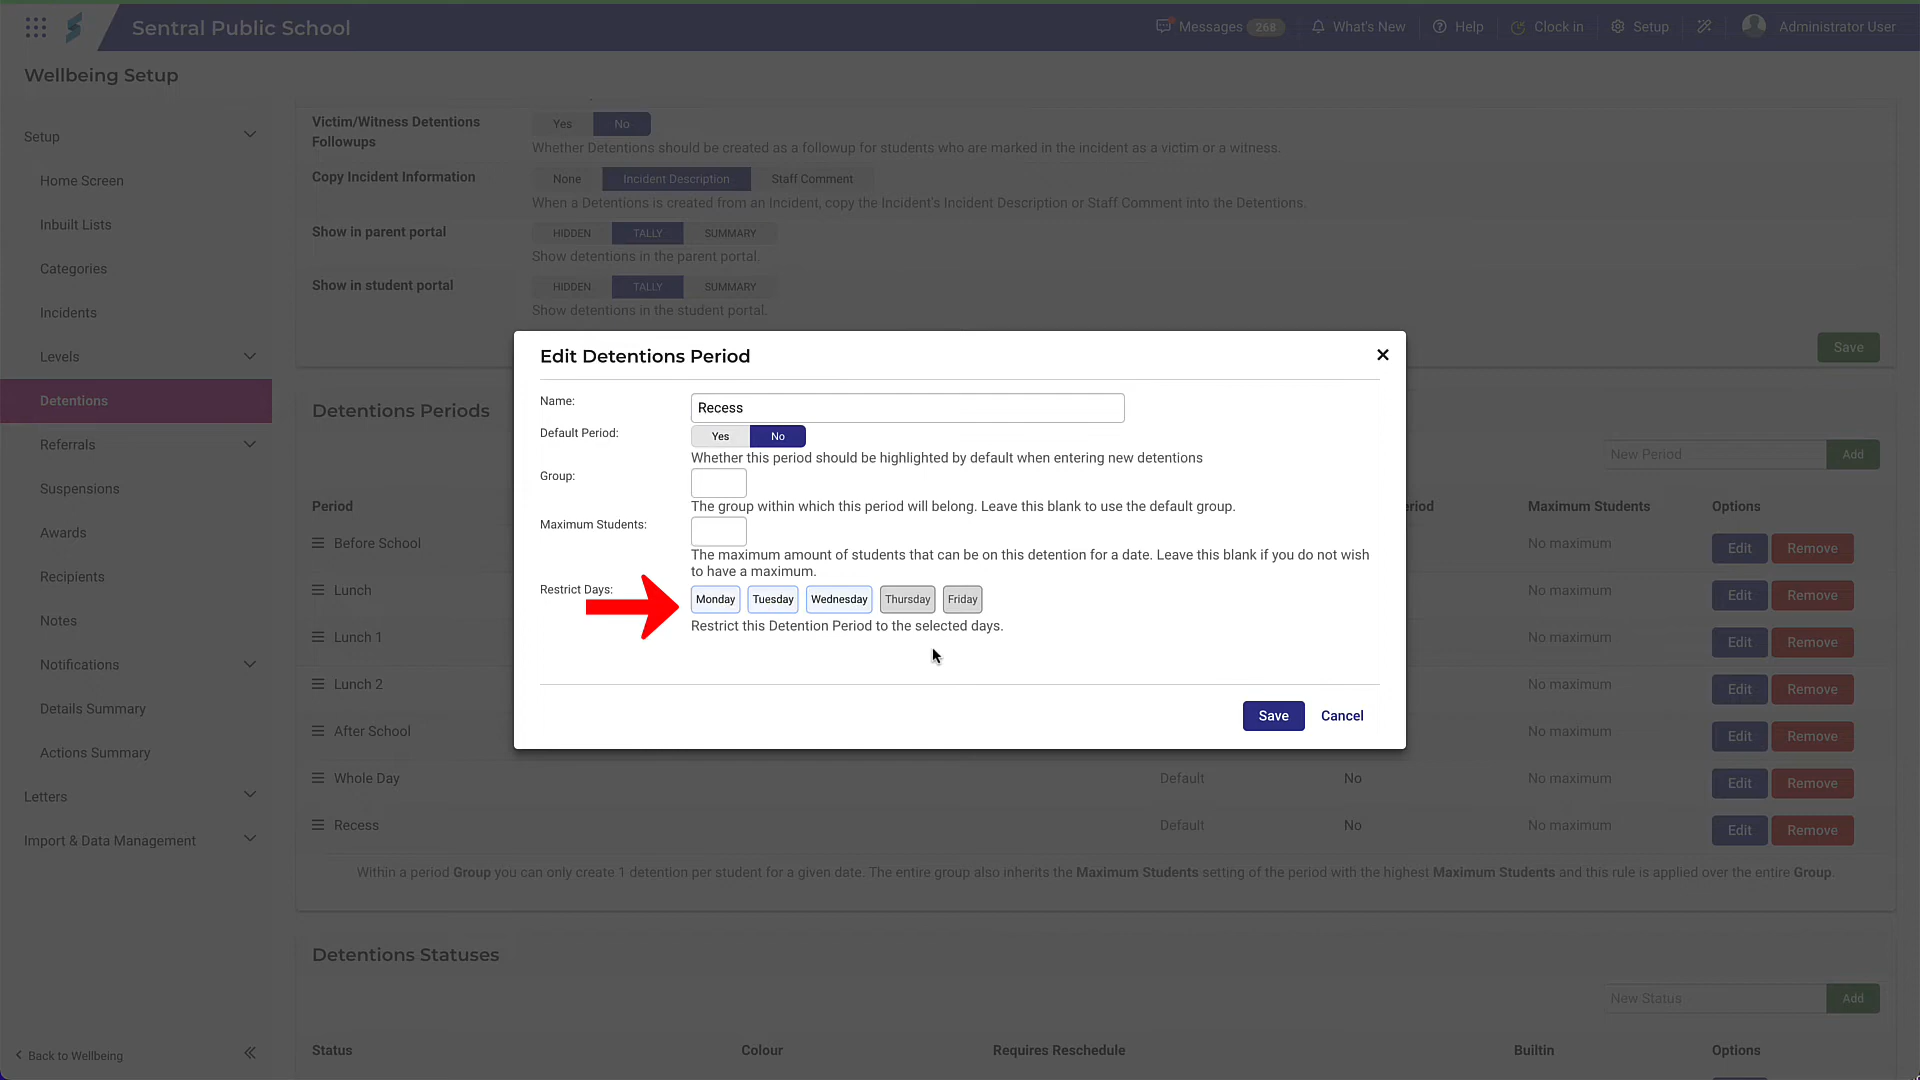 Sentral Public School
Messages 268
What's New
Help
Clock in
Setup
Administrator User
Wellbeing Setup
Setup
Home Screen
Inbuilt Lists
Categories
Incidents
Levels
Detentions
Referrals
Suspensions
Awards
Recipients
Notes
Notifications
Details Summary
Actions Summary
Letters
Import & Data Management
Back to Wellbeing
Victim/Witness Detentions
Followups
Yes No
Whether Detentions should be created as a followup for students who are marked in the incident as a victim or a witness.
Copy Incident Information
None Incident Description Staff Comment
When a Detentions is created from an Incident, copy the Incident's Incident Description or Staff Comment into the Detentions.
Show in parent portal
HIDDEN TALLY SUMMARY
Show detentions in the parent portal.
Show in student portal
HIDDEN TALLY SUMMARY
Show detentions in the student portal.
Save
Edit Detentions Period
Name: Recess
Default Period: Yes No
Whether this period should be highlighted by default when entering new detentions
Group:
The group within which this period will belong. Leave this blank to use the default group.
Maximum Students:
The maximum amount of students that can be on this detention for a date. Leave this blank if you do not wish
to have a maximum.
Restrict Days: Monday Tuesday Wednesday Thursday Friday
Restrict this Detention Period to the selected days.
Save Cancel
Detentions Periods
New Period Add
Period eriod Maximum Students Options
Before School No maximum Edit Remove
Lunch No maximum Edit Remove
Lunch 1 No maximum Edit Remove
Lunch 2 No maximum Edit Remove
After School No maximum Edit Remove
Whole Day Default No No maximum Edit Remove
Recess Default No No maximum Edit Remove
Within a period Group you can only create 1 detention per student for a given date. The entire group also inherits the Maximum Students setting of the period with the highest Maximum Students and this rule is applied over the entire Group.
Detentions Statuses
New Status Add
Status Colour Requires Reschedule Builtin Options